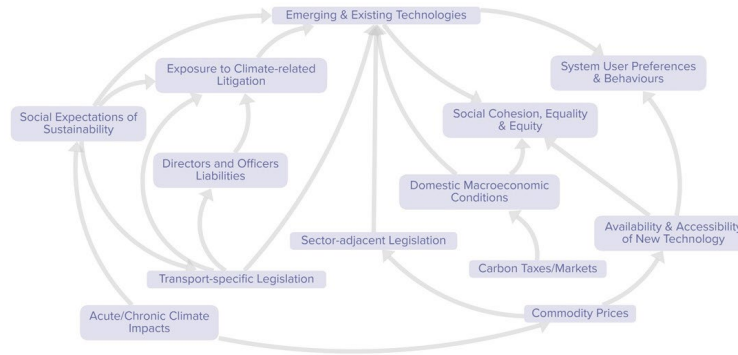 Emerging & Existing Technologies
Exposure to Climate-related
Litigation
System User Preferences
& Behaviours
Social Expectations of
Sustainability
Social Cohesion, Equality
& Equity
Directors and Officers
Liabilities
Domestic Macroeconomic
Conditions
Availability & Accessibility
of New Technology
Sector-adjacent Legislation
Carbon Taxes/Markets
Transport-specific Legislation
Acute/Chronic Climate
Impacts
Commodity Prices